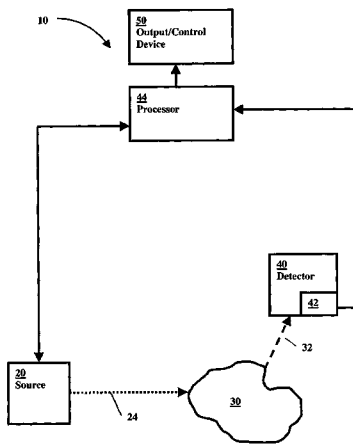 50
Output/Control
Device
10
44
Processor
40
Detector
42
32
20
Source
24
30